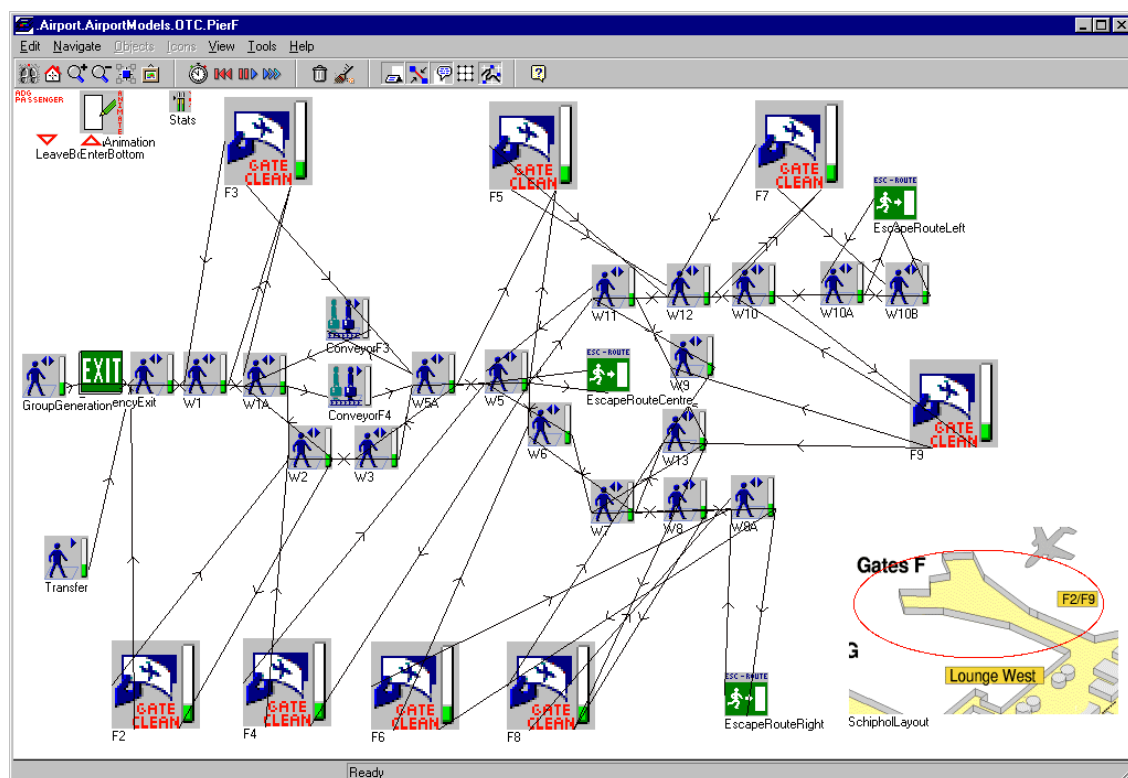 .Airport.AirportModels.OTC.PierF
Edit Navigate Objects Icons View Tools Help
ADG
PASSENGER
ANIMATE
Animation
Stats
LeaveBo
EnterBottom
GATE
CLEAN
F3
GATE
CLEAN
F5
GATE
CLEAN
F7
ESC-ROUTE
EscapeRouteLeft
W11
W12
W10
W10A
W10B
ConveyorF3
GroupGeneration
EXIT
encyExit
W1
W1A
ConveyorF4
W5A
W5
ESC-ROUTE
EscapeRouteCentre
W9
GATE
CLEAN
F9
W2
W3
W6
W13
W7
W8
W8A
Transfer
Gates F
F2/F9
G
Lounge West
SchipholLayout
GATE
CLEAN
F2
GATE
CLEAN
F4
GATE
CLEAN
F6
GATE
CLEAN
F8
ESC-ROUTE
EscapeRouteRight
Ready